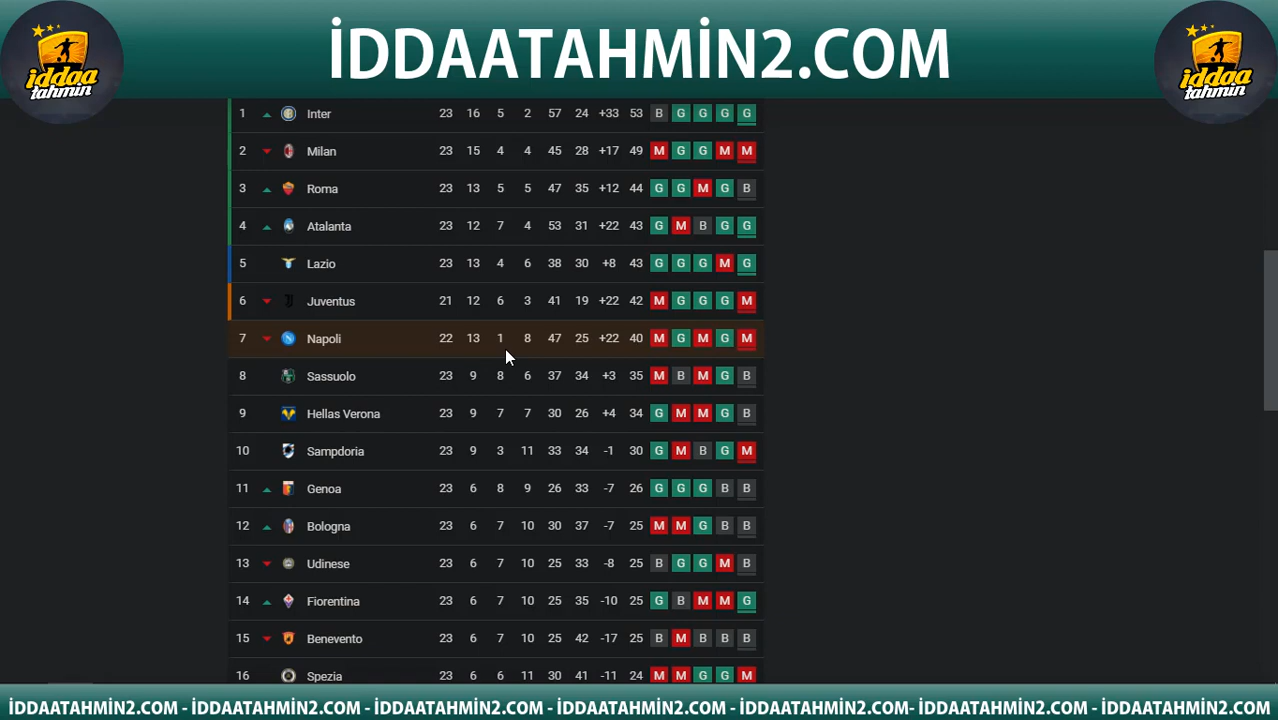 İDDAATAHMİN2.COM
iddaa
tahmin
iddaa
tahmin
1 Inter 23 16 5 2 57 24 +33 53 B G G G G
2 Milan 23 15 4 4 45 28 +17 49 M G G M M
3 Roma 23 13 5 5 47 35 +12 44 G G M G B
4 Atalanta 23 12 7 4 53 31 +22 43 G M B G G
5 Lazio 23 13 4 6 38 30 +8 43 G G G M G
6 Juventus 21 12 6 3 41 19 +22 42 M G G G M
7 Napoli 22 13 1 8 47 25 +22 40 M G M G M
8 Sassuolo 23 9 8 6 37 34 +3 35 M B M G B
9 Hellas Verona 23 9 7 7 30 26 +4 34 G M M G B
10 Sampdoria 23 9 3 11 33 34 -1 30 G M B G M
11 Genoa 23 6 8 9 26 33 -7 26 G G G B B
12 Bologna 23 6 7 10 30 37 -7 25 M M G B B
13 Udinese 23 6 7 10 25 33 -8 25 B G G M B
14 Fiorentina 23 6 7 10 25 35 -10 25 G B M M G
15 Benevento 23 6 7 10 25 42 -17 25 B M B B B
16 Spezia 23 6 6 11 30 41 -11 24 M M G G M
İDDAATAHMİN2.COM - İDDAATAHMİN2.COM - İDDAATAHMİN2.COM - İDDAATAHMİN2.COM - İDDAATAHMİN2.COM- İDDAATAHMİN2.COM - İDDAATAHMİN2.COM